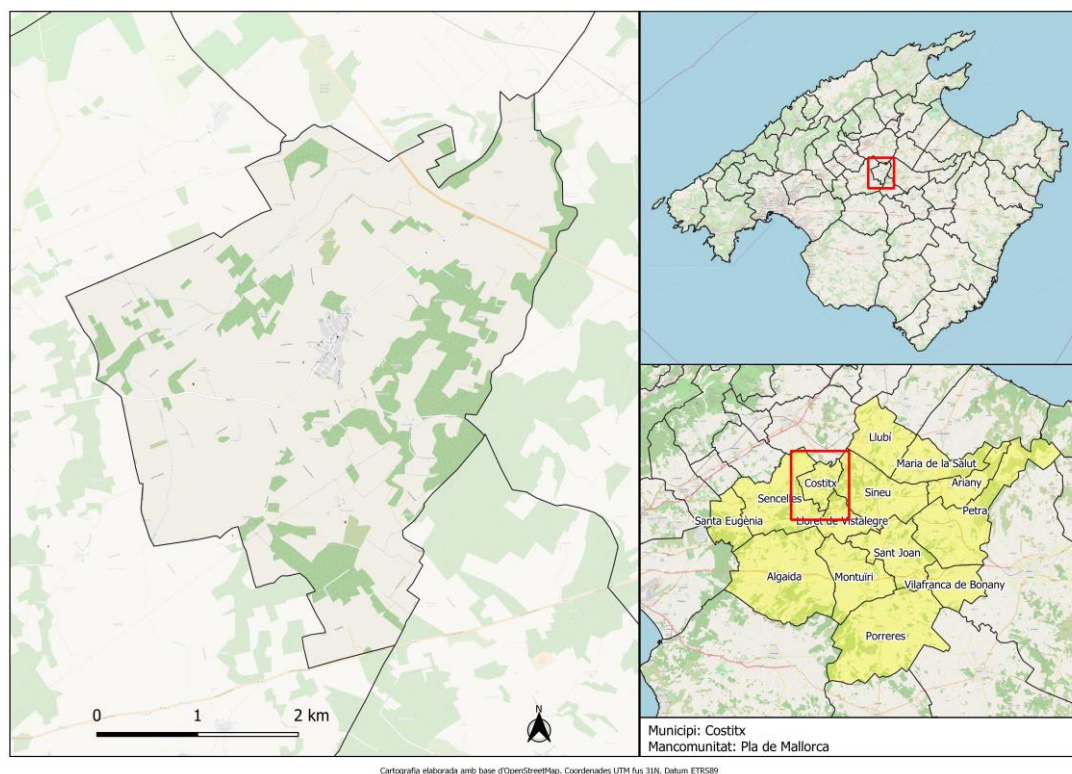 0 1 2 km
N
Llubí
Maria de la Salut
Ariany
Costitx
Sineu
Sencelles
Petra
Santa Eugènia
Lloret de Vistalegre
Sant Joan
Algaida
Montuïri
Vilafranca de Bonany
Porreres
Municipi: Costitx
Mancomunitat: Pla de Mallorca
Cartografia elaborada amb base d'OpenStreetMap. Coordenades UTM fus 31N. Datum ETRS89